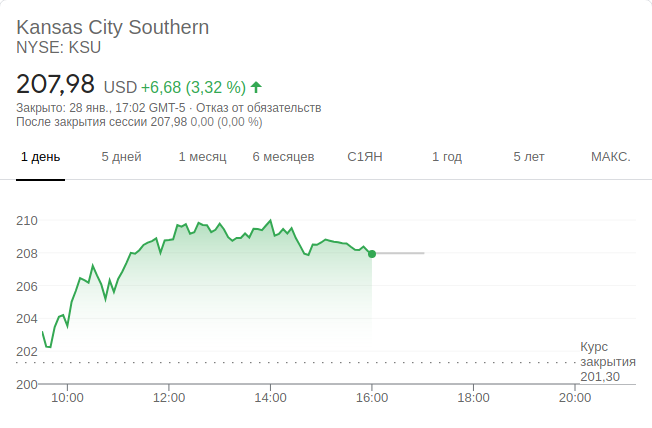 Kansas City Southern
NYSE: KSU
207,98 USD +6,68 (3,32 %)
Закрыто: 28 янв., 17:02 GMT-5 · Отказ от обязательств
После закрытия сессии 207,98 0,00 (0,00 %)
1 день 5 дней 1 месяц 6 месяцев С1ЯН 1 год 5 лет МАКС.
210
208
206
204
202
200
Курс
закрытия
201,30
10:00 12:00 14:00 16:00 18:00 20:00